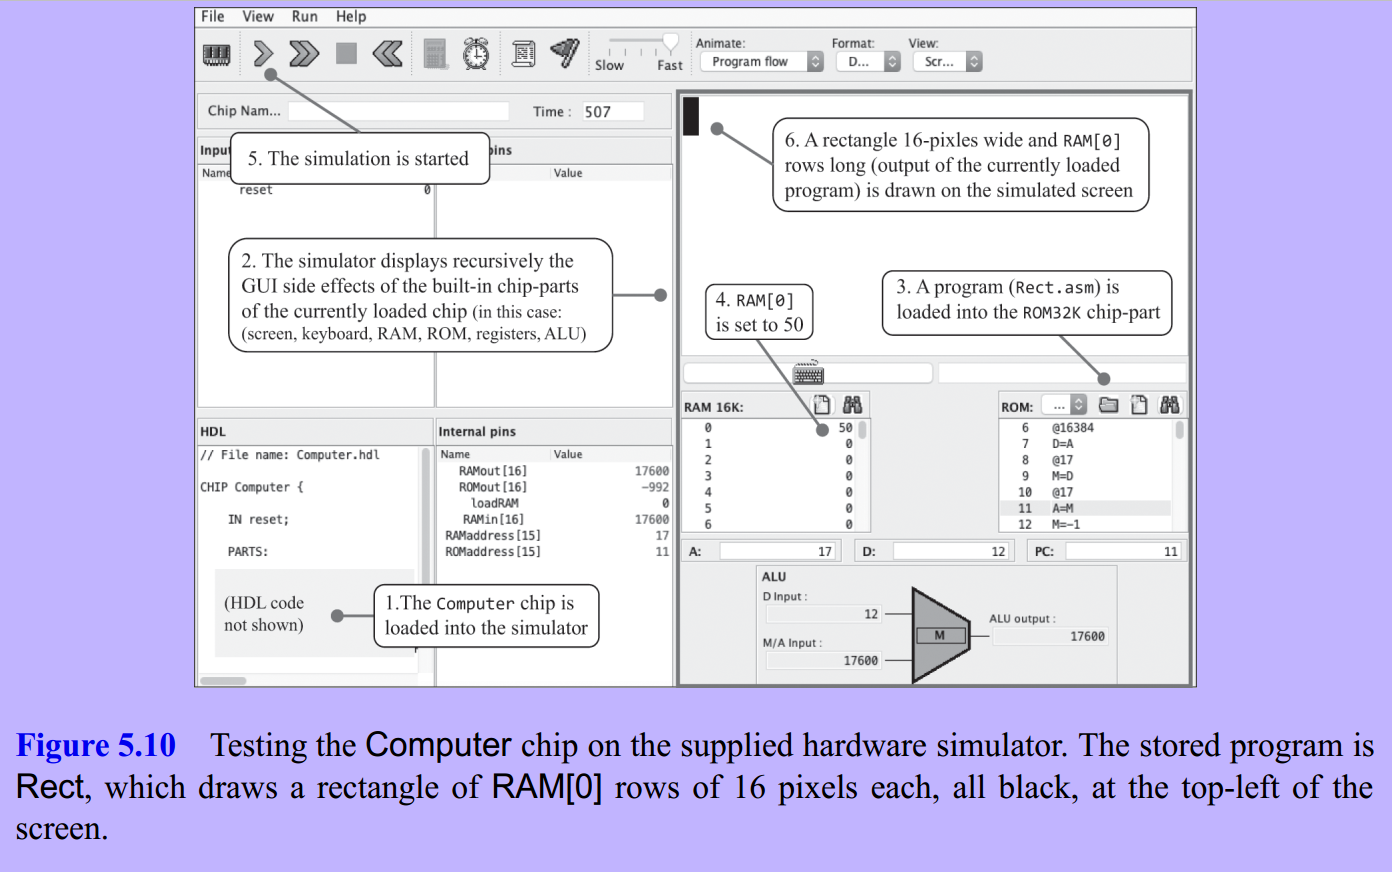 File View Run Help
Slow Fast
Animate:
Program flow
Format:
D...
View:
Scr...
Chip Nam...
Time : 507
5. The simulation is started
Inpu
pins
Name
Value
reset 0
2. The simulator displays recursively the
GUI side effects of the built-in chip-parts
of the currently loaded chip (in this case:
(screen, keyboard, RAM, ROM, registers, ALU)
6. A rectangle 16-pixles wide and RAM[0]
rows long (output of the currently loaded
program) is drawn on the simulated screen
4. RAM[0]
is set to 50
3. A program (Rect.asm) is
loaded into the ROM32K chip-part
HDL
// File name: Computer.hdl
CHIP Computer {
IN reset;
PARTS:
(HDL code
not shown)
1.The Computer chip is
loaded into the simulator
Internal pins
Name Value
RAMout[16] 17600
ROMout[16] -992
loadRAM 0
RAMin[16] 17600
RAMaddress[15] 17
ROMaddress[15] 11
RAM 16K:
0 50
1 0
2 0
3 0
4 0
5 0
6 0
ROM: ...
6 @16384
7 D=A
8 @17
9 M=D
10 @17
11 A=M
12 M=-1
A: 17
D: 12
PC: 11
ALU
D Input :
12
M/A Input :
17600
M
ALU output :
17600
Figure 5.10 Testing the Computer chip on the supplied hardware simulator. The stored program is
Rect, which draws a rectangle of RAM[0] rows of 16 pixels each, all black, at the top-left of the
screen.